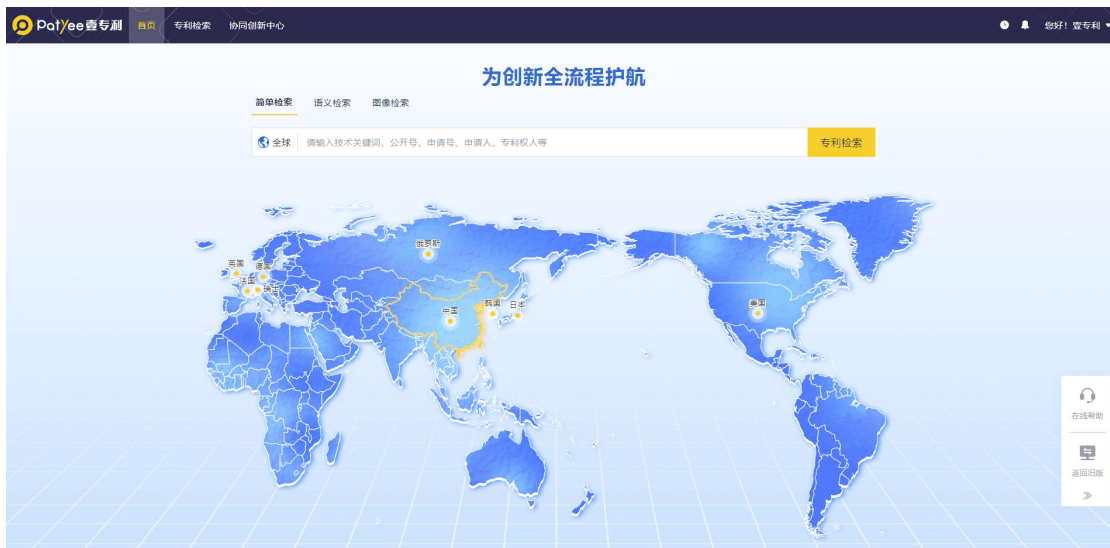 Patyee壹专利 首页 专利检索 协同创新中心 您好！壹专利
为创新全流程护航
简单检索 语义检索 图像检索
全球 请输入技术关键词、公开号、申请号、申请人、专利权人等 专利检索
俄罗斯
英国 德国
法国 瑞士
中国 韩国 日本 美国
在线帮助
返回旧版